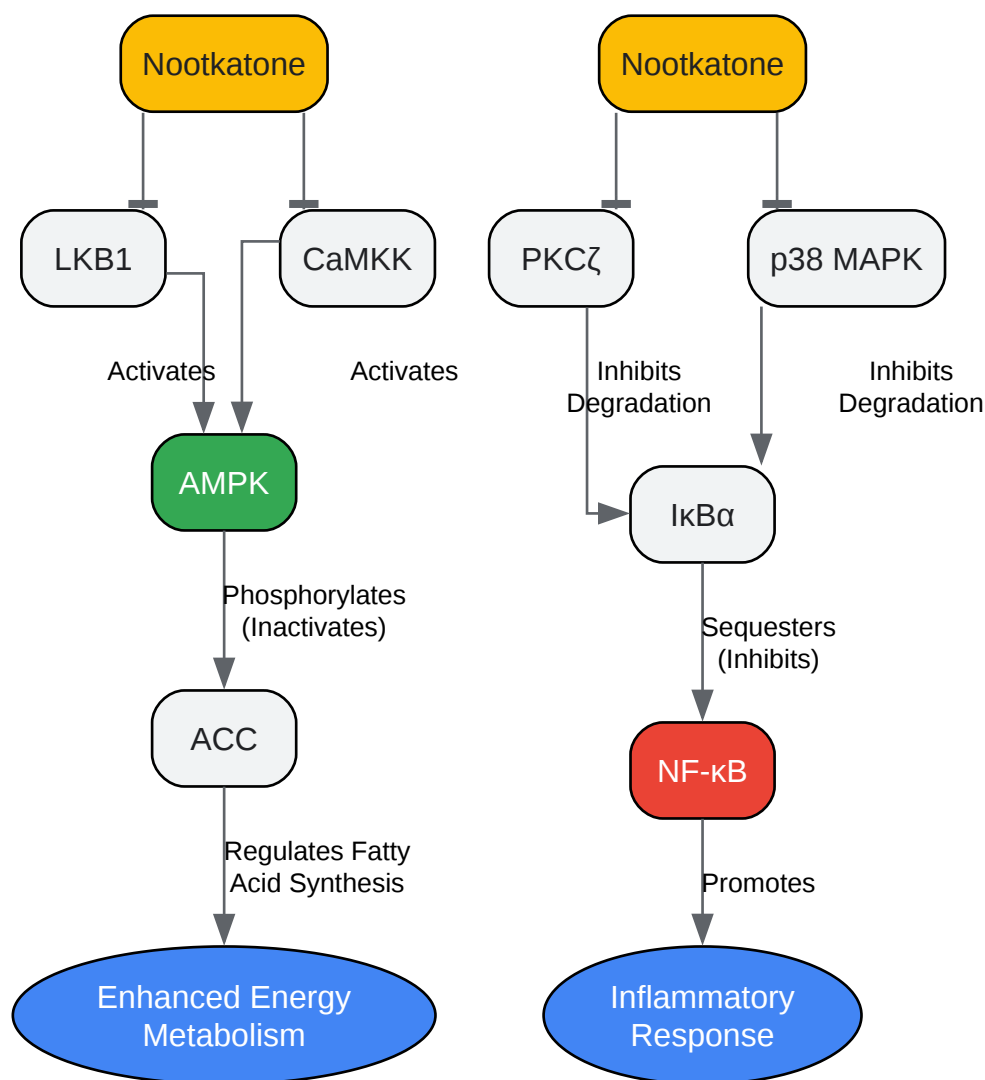 Nootkatone
Nootkatone
LKB1
CaMKK
PKCζ
p38 MAPK
Activates
Activates
Inhibits
Degradation
Inhibits
Degradation
AMPK
IκBα
Phosphorylates
(Inactivates)
Sequesters
(Inhibits)
ACC
NF-κB
Regulates Fatty
Acid Synthesis
Promotes
Enhanced Energy
Metabolism
Inflammatory
Response